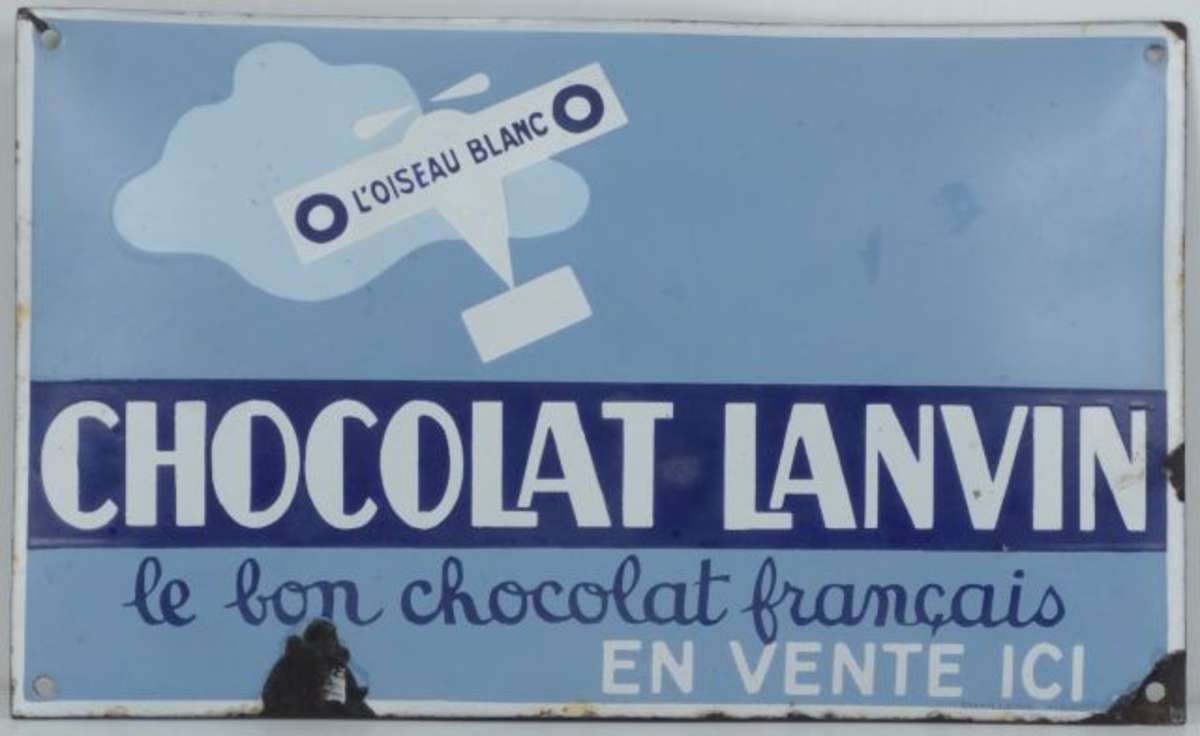 L'OISEAU BLANC
CHOCOLAT LANVIN
le bon chocolat français
EN VENTE ICI